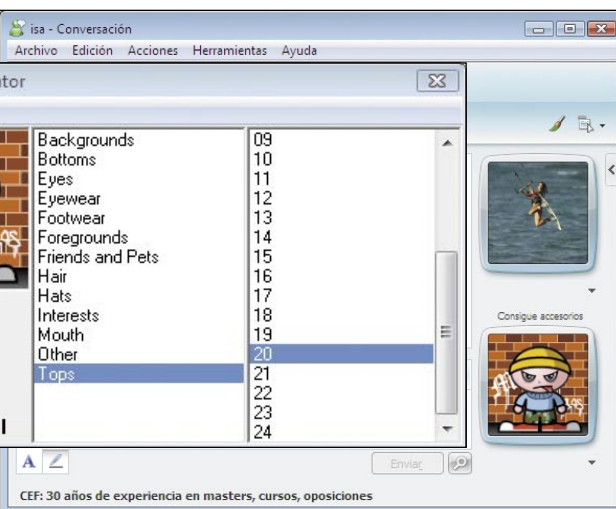 isa - Conversación
Archivo Edición Acciones Herramientas Ayuda
Backgrounds
Bottoms
Eyes
Eyewear
Footwear
Foregrounds
Friends and Pets
Hair
Hats
Interests
Mouth
Other
Tops
09
10
11
12
13
14
15
16
17
18
19
20
21
22
23
24
Consigue accesorios
A
Enviar
CEF: 30 años de experiencia en masters, cursos, oposiciones